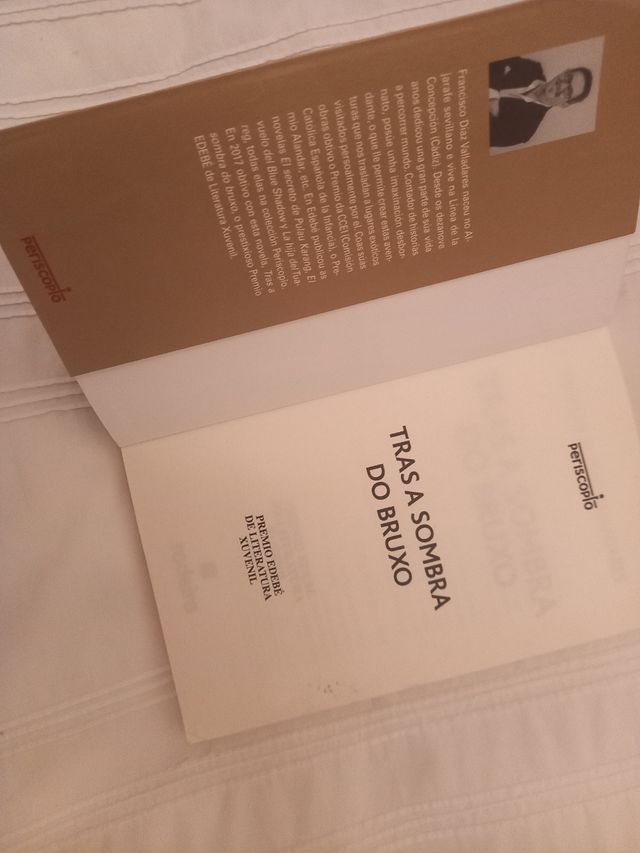 Francisco Díaz Valladares naceu no Al-
jarafe sevillano e vive na Línea de la
Concepción (Cádiz). Desde os dezanove
anos dedicou una gran parte de sua vida
a percorrer mundo. Contador de historias
nato, posúe unha imaxinación desbor-
dante, o que lle permite crear estas aven-
turas que nos trasladan a lugares exóticos
visitados persoalmente por el. Coas súas
obras obtivo o Premio da CCEI (Comisión
Católica Española de la Infancia), o Pre-
mio Alandar, etc. En Edebé publicou as
novelas El secreto de Pulau Karang, El
vuelo del Blue Shadow y La hija del Tua-
reg, todas elas na colección Periscopio.
En 2017 obtivo con esta novela, Tras a
sombra do bruxo, o prestixioso Premio
EDEBÉ de Literatura Xuvenil.
PERISCOPIO
PERISCOPIO
TRAS A SOMBRA
DO BRUXO
PREMIO EDEBÉ
DE LITERATURA
XUVENIL